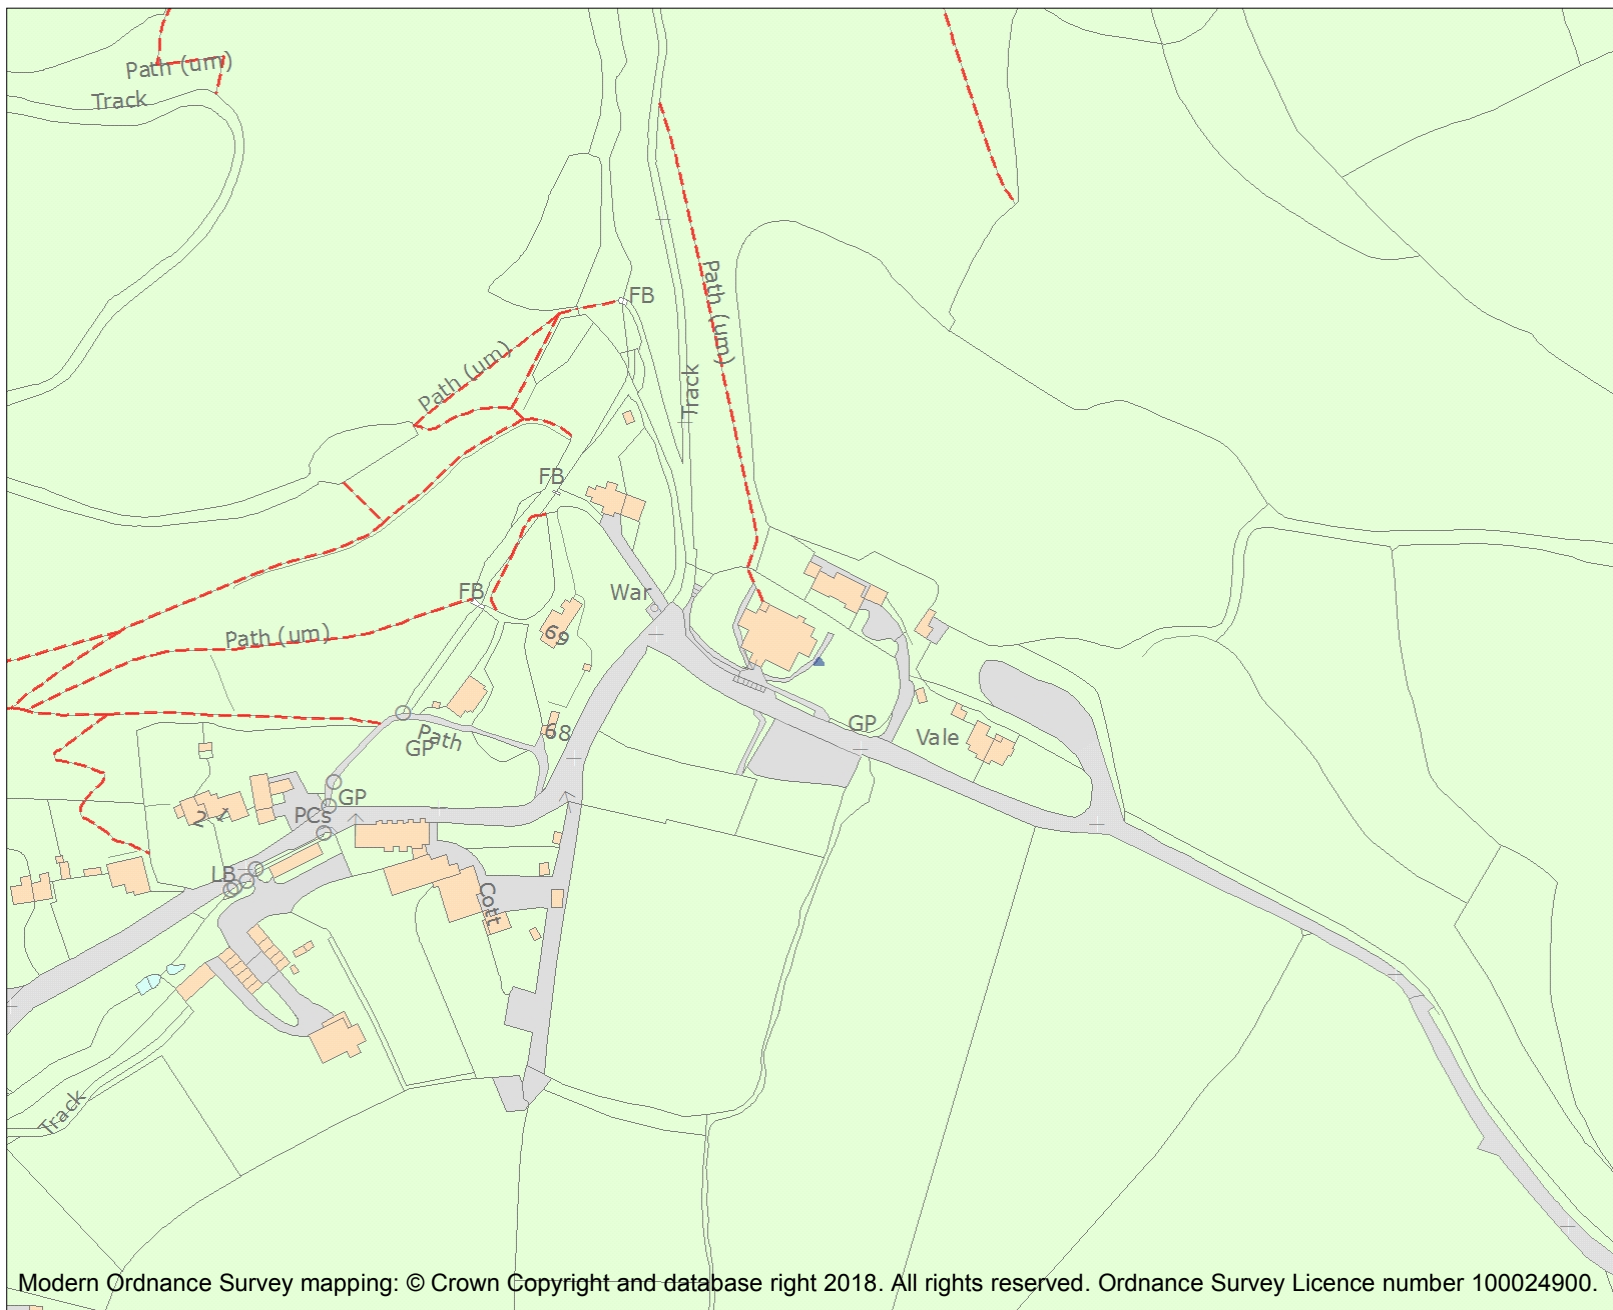 Path (um)
Track
FB
Path (um)
Path (um)
Track
FB
FB
War
69
Path (um)
68
Path
GP
GP
Vale
GP
PCs
LB
Cott
Track
Modern Ordnance Survey mapping: © Crown Copyright and database right 2018. All rights reserved. Ordnance Survey Licence number 100024900.